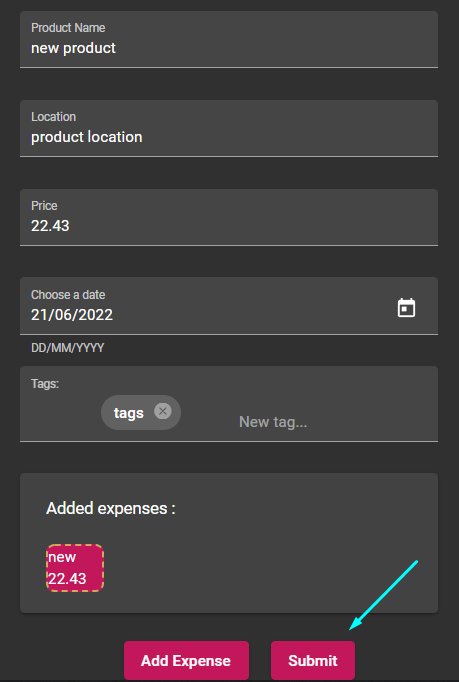 Product Name
new product
Location
product location
Price
22.43
Choose a date
21/06/2022
DD/MM/YYYY
Tags:
tags
New tag...
Added expenses :
new
22.43
Add Expense
Submit